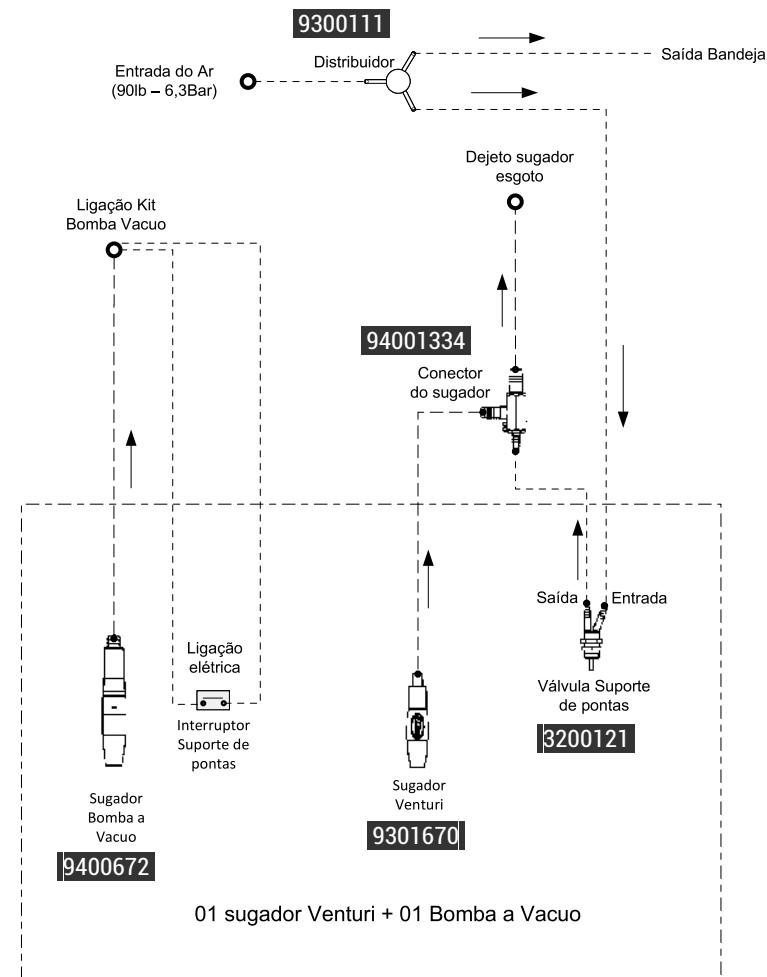 9300111
Distribuidor
Saída Bandeja
Entrada do Ar
(90lb – 6,3Bar)
Dejeto sugador
esgoto
Ligação Kit
Bomba Vacuo
94001334
Conector
do sugador
Saída
Entrada
Ligação
elétrica
Válvula Suporte
de pontas
3200121
Interruptor
Suporte de
pontas
Sugador
Venturi
9301670
Sugador
Bomba a
Vacuo
9400672
01 sugador Venturi + 01 Bomba a Vacuo